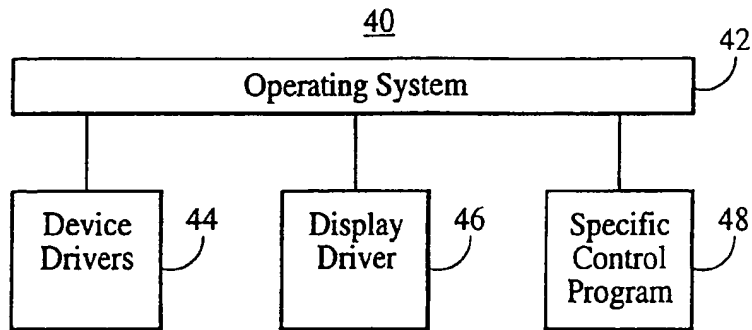 40
42
Operating System
Device
Drivers
44
Display
Driver
46
Specific
Control
Program
48